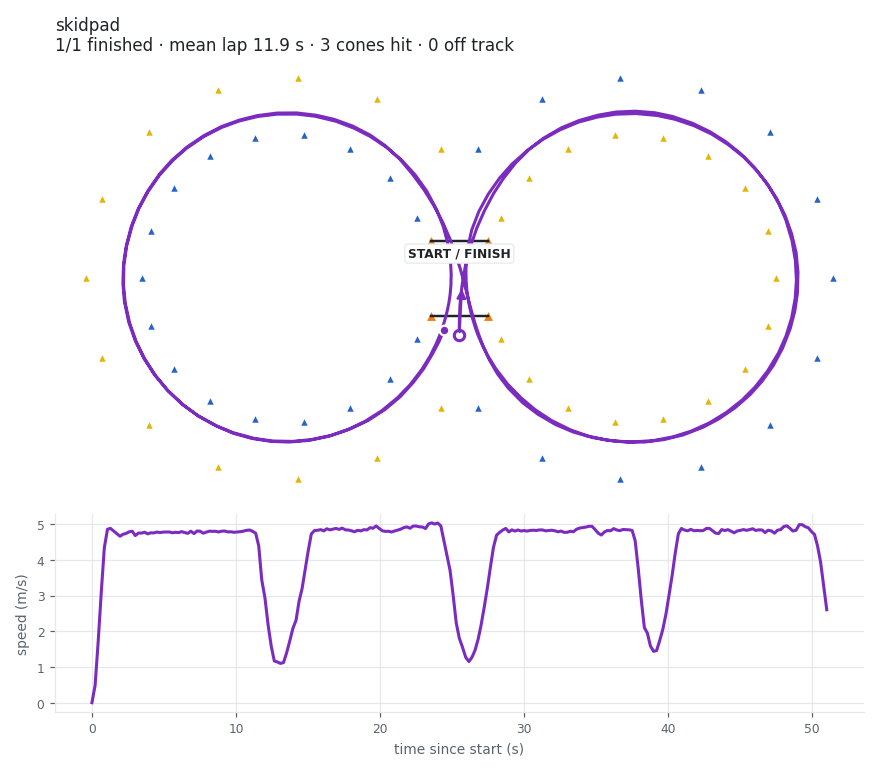 skidpad
1/1 finished · mean lap 11.9 s · 3 cones hit · 0 off track
START / FINISH
5
4
3
2
1
0
speed (m/s)
0 10 20 30 40 50
time since start (s)